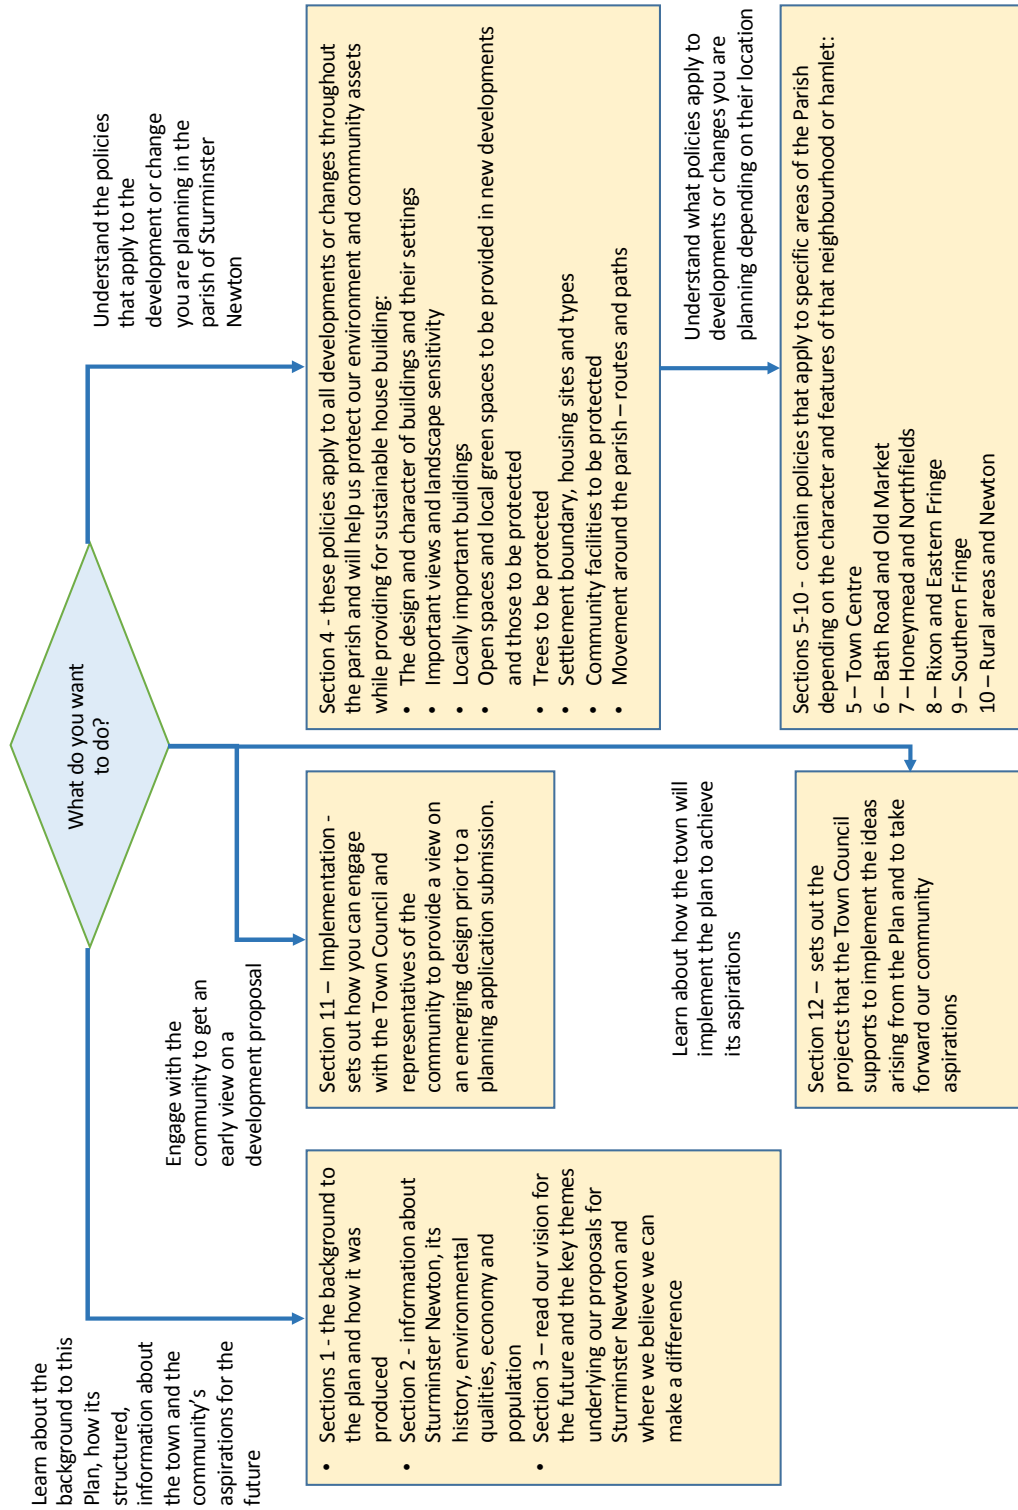 What do you want
to do?
Learn about the
background to this
Plan, how its
structured,
information about
the town and the
community's
aspirations for the
future
• Sections 1 - the background to
the plan and how it was
produced
• Section 2 - information about
Sturminster Newton, its
history, environmental
qualities, economy and
population
• Section 3 – read our vision for
the future and the key themes
underlying our proposals for
Sturminster Newton and
where we believe we can
make a difference
Engage with the
community to get an
early view on a
development proposal
Section 11 – Implementation -
sets out how you can engage
with the Town Council and
representatives of the
community to provide a view on
an emerging design prior to a
planning application submission.
Learn about how the town will
implement the plan to achieve
its aspirations
Section 12 – sets out the
projects that the Town Council
supports to implement the ideas
arising from the Plan and to take
forward our community
aspirations
Understand the policies
that apply to the
development or change
you are planning in the
parish of Sturminster
Newton
Section 4 - these policies apply to all developments or changes throughout
the parish and will help us protect our environment and community assets
while providing for sustainable house building:
• The design and character of buildings and their settings
• Important views and landscape sensitivity
• Locally important buildings
• Open spaces and local green spaces to be provided in new developments
and those to be protected
• Trees to be protected
• Settlement boundary, housing sites and types
• Community facilities to be protected
• Movement around the parish – routes and paths
Understand what policies apply to
developments or changes you are
planning depending on their location
Sections 5-10 - contain policies that apply to specific areas of the Parish
depending on the character and features of that neighbourhood or hamlet:
5 – Town Centre
6 – Bath Road and Old Market
7 – Honeymead and Northfields
8 – Rixon and Eastern Fringe
9 – Southern Fringe
10 – Rural areas and Newton